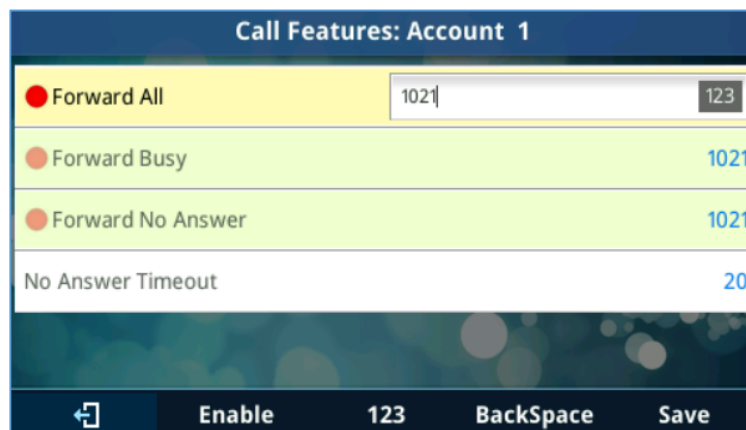 Call Features: Account 1
Forward All 1021 123
Forward Busy 1021
Forward No Answer 1021
No Answer Timeout 20
Enable 123 BackSpace Save